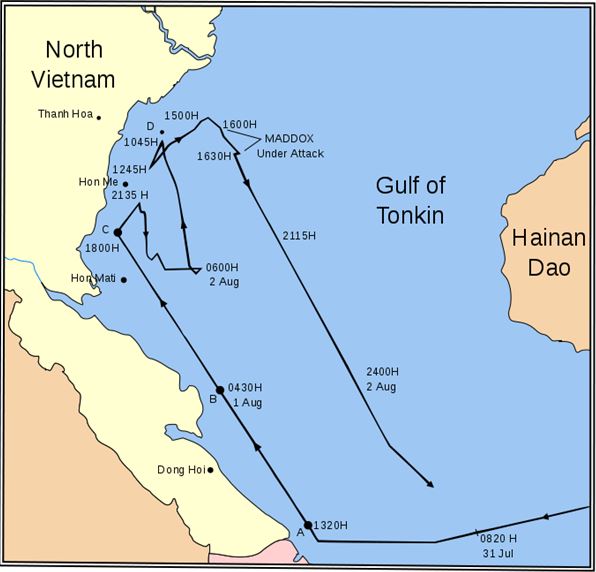 North
Vietnam
Thanh Hoa
D
1500H
1045H
1600H
MADDOX
Under Attack
1630H
1245H
Hon Me
2135 H
Gulf of
Tonkin
C
1800H
2115H
Hainan
Dao
0600H
2 Aug
Hon Mati
2400H
2 Aug
0430H
1 Aug
B
Dong Hoi
A
1320H
0820 H
31 Jul